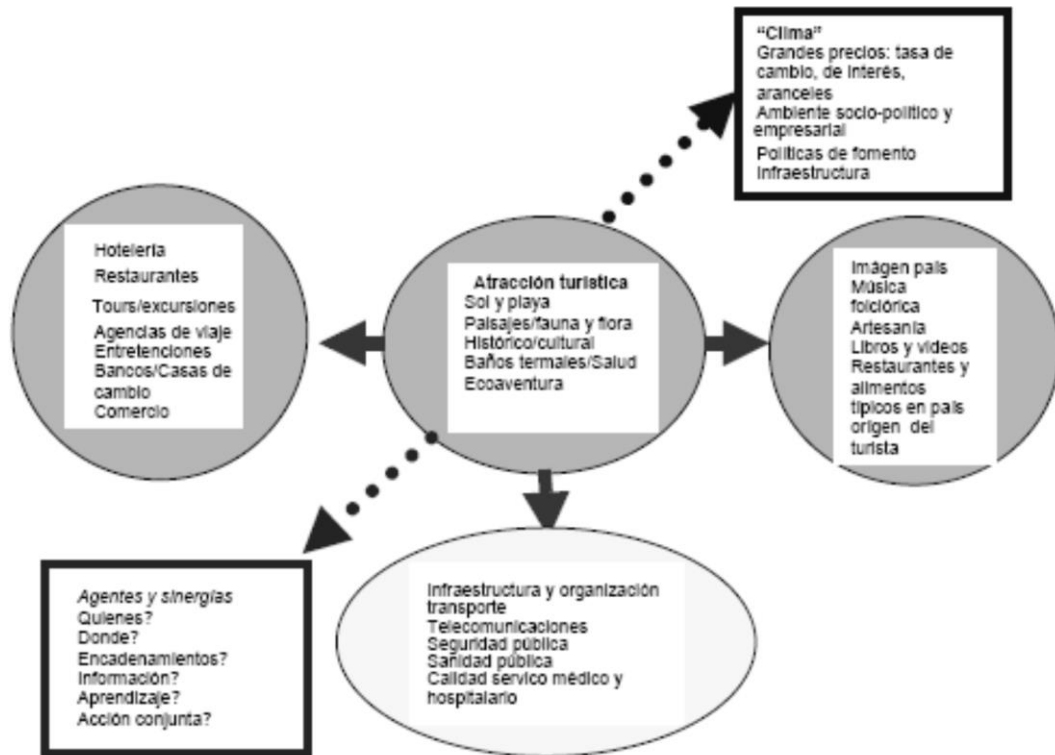 “Clima”
Grandes precios: tasa de
cambio, de interés,
aranceles
Ambiente socio-político y
empresarial
Políticas de fomento
Infraestructura
Hotelería
Restaurantes
Tours/excursiones
Agencias de viaje
Entretenciones
Bancos/Casas de
cambio
Comercio
Atracción turística
Sol y playa
Paisajes/fauna y flora
Histórico/cultural
Baños termales/Salud
Ecoaventura
Imágen país
Música
folclórica
Artesanía
Libros y videos
Restaurantes y
alimentos
típicos en país
origen del
turista
Agentes y sinergias
Quienes?
Donde?
Encadenamientos?
Información?
Aprendizaje?
Acción conjunta?
Infraestructura y organización
transporte
Telecomunicaciones
Seguridad pública
Sanidad pública
Calidad servico médico y
hospitalario